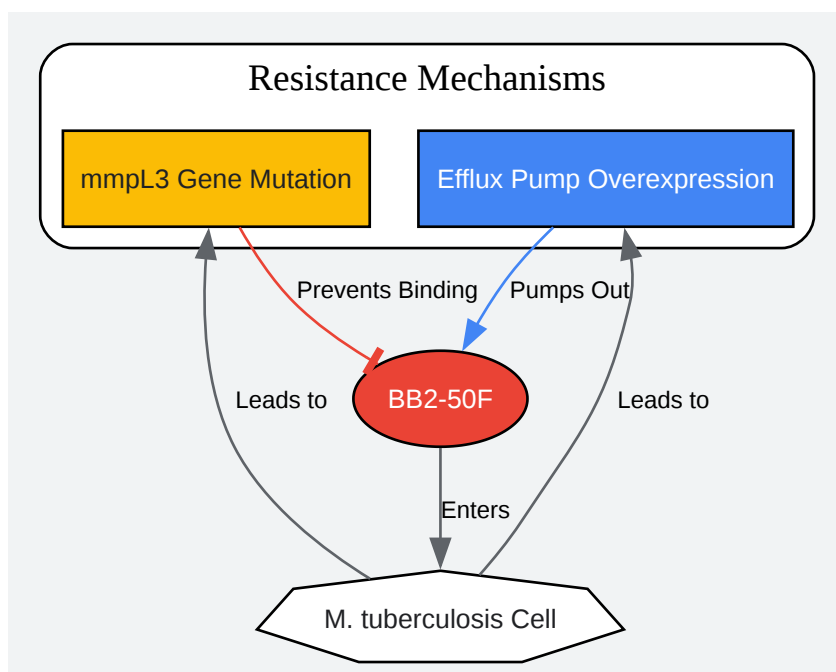 Resistance Mechanisms
mmpL3 Gene Mutation
Efflux Pump Overexpression
Prevents Binding
Pumps Out
Leads to
BB2-50F
Leads to
Enters
M. tuberculosis Cell